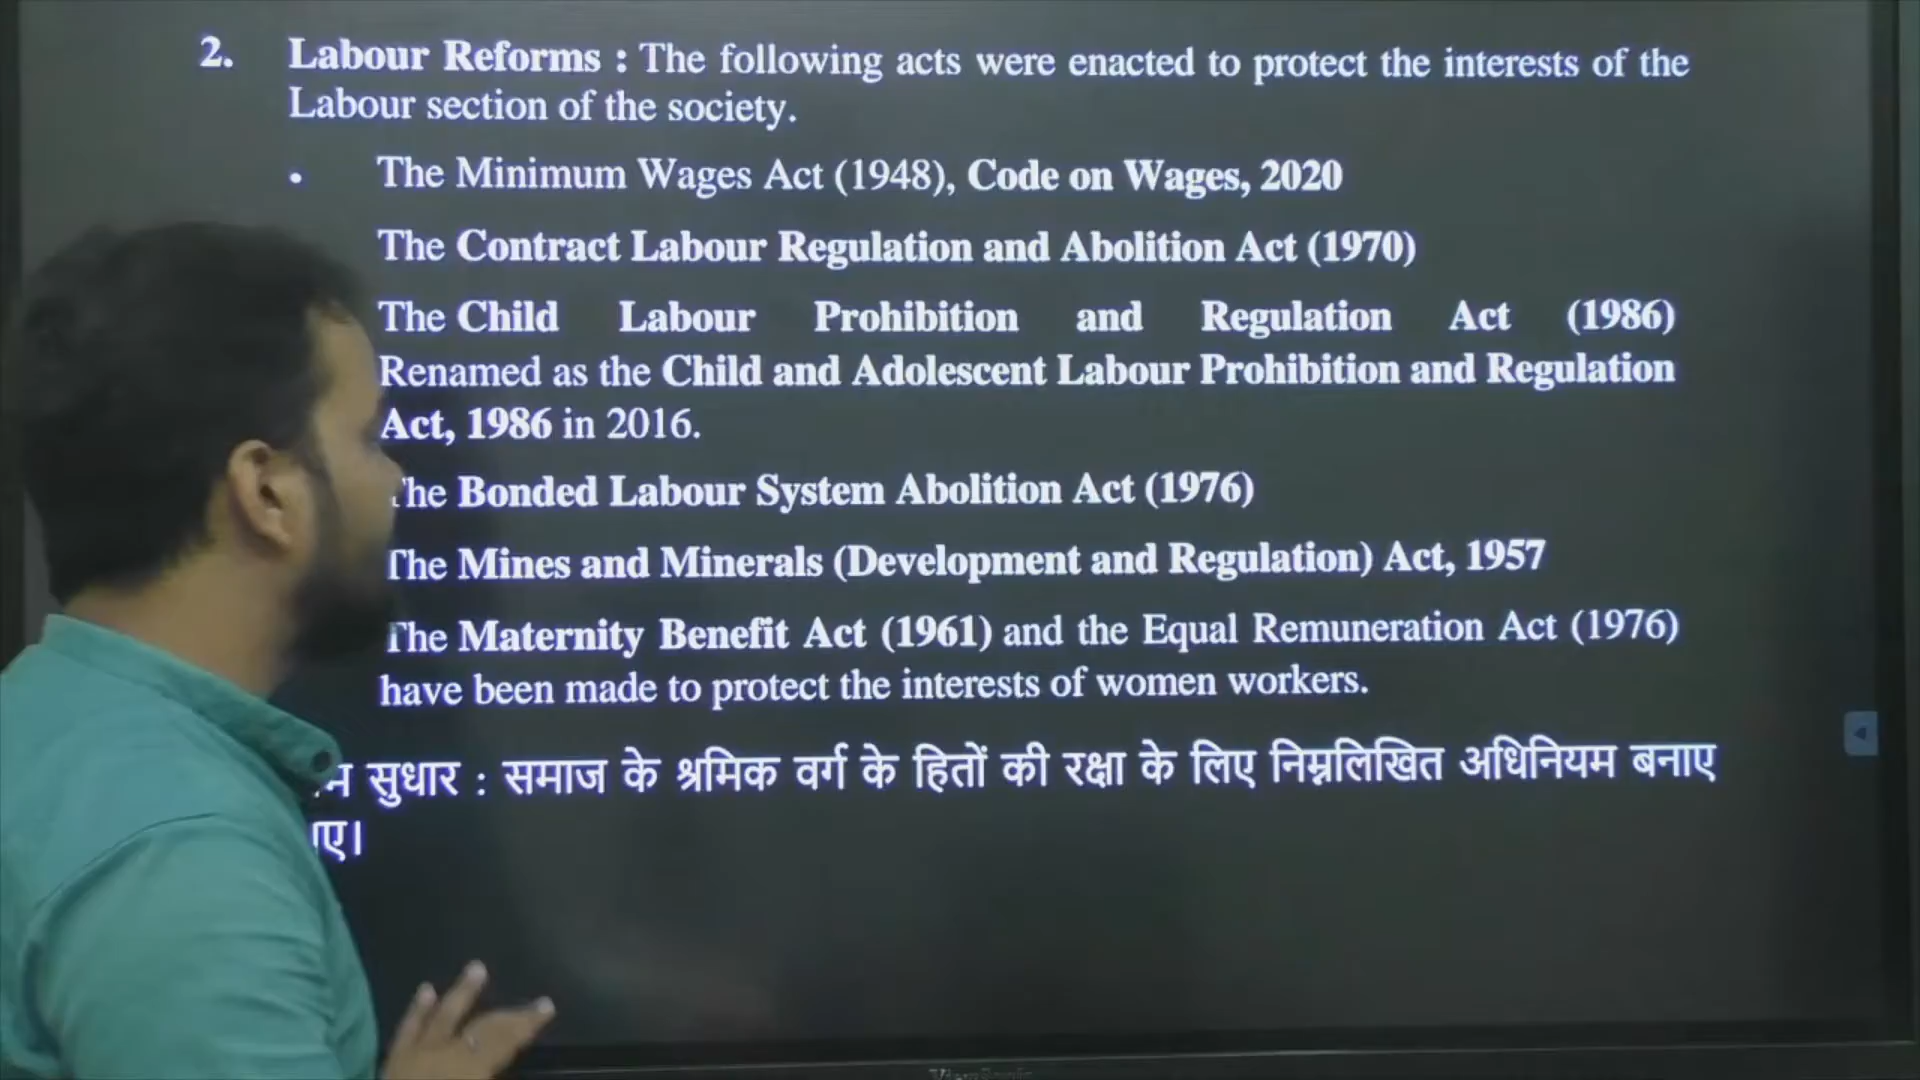 2. Labour Reforms : The following acts were enacted to protect the interests of the
Labour section of the society.
• The Minimum Wages Act (1948), Code on Wages, 2020
The Contract Labour Regulation and Abolition Act (1970)
The Child Labour Prohibition and Regulation Act (1986)
Renamed as the Child and Adolescent Labour Prohibition and Regulation
Act, 1986 in 2016.
The Bonded Labour System Abolition Act (1976)
The Mines and Minerals (Development and Regulation) Act, 1957
The Maternity Benefit Act (1961) and the Equal Remuneration Act (1976)
have been made to protect the interests of women workers.
सुधार : समाज के श्रमिक वर्ग के हितों की रक्षा के लिए निम्नलिखित अधिनियम बनाए